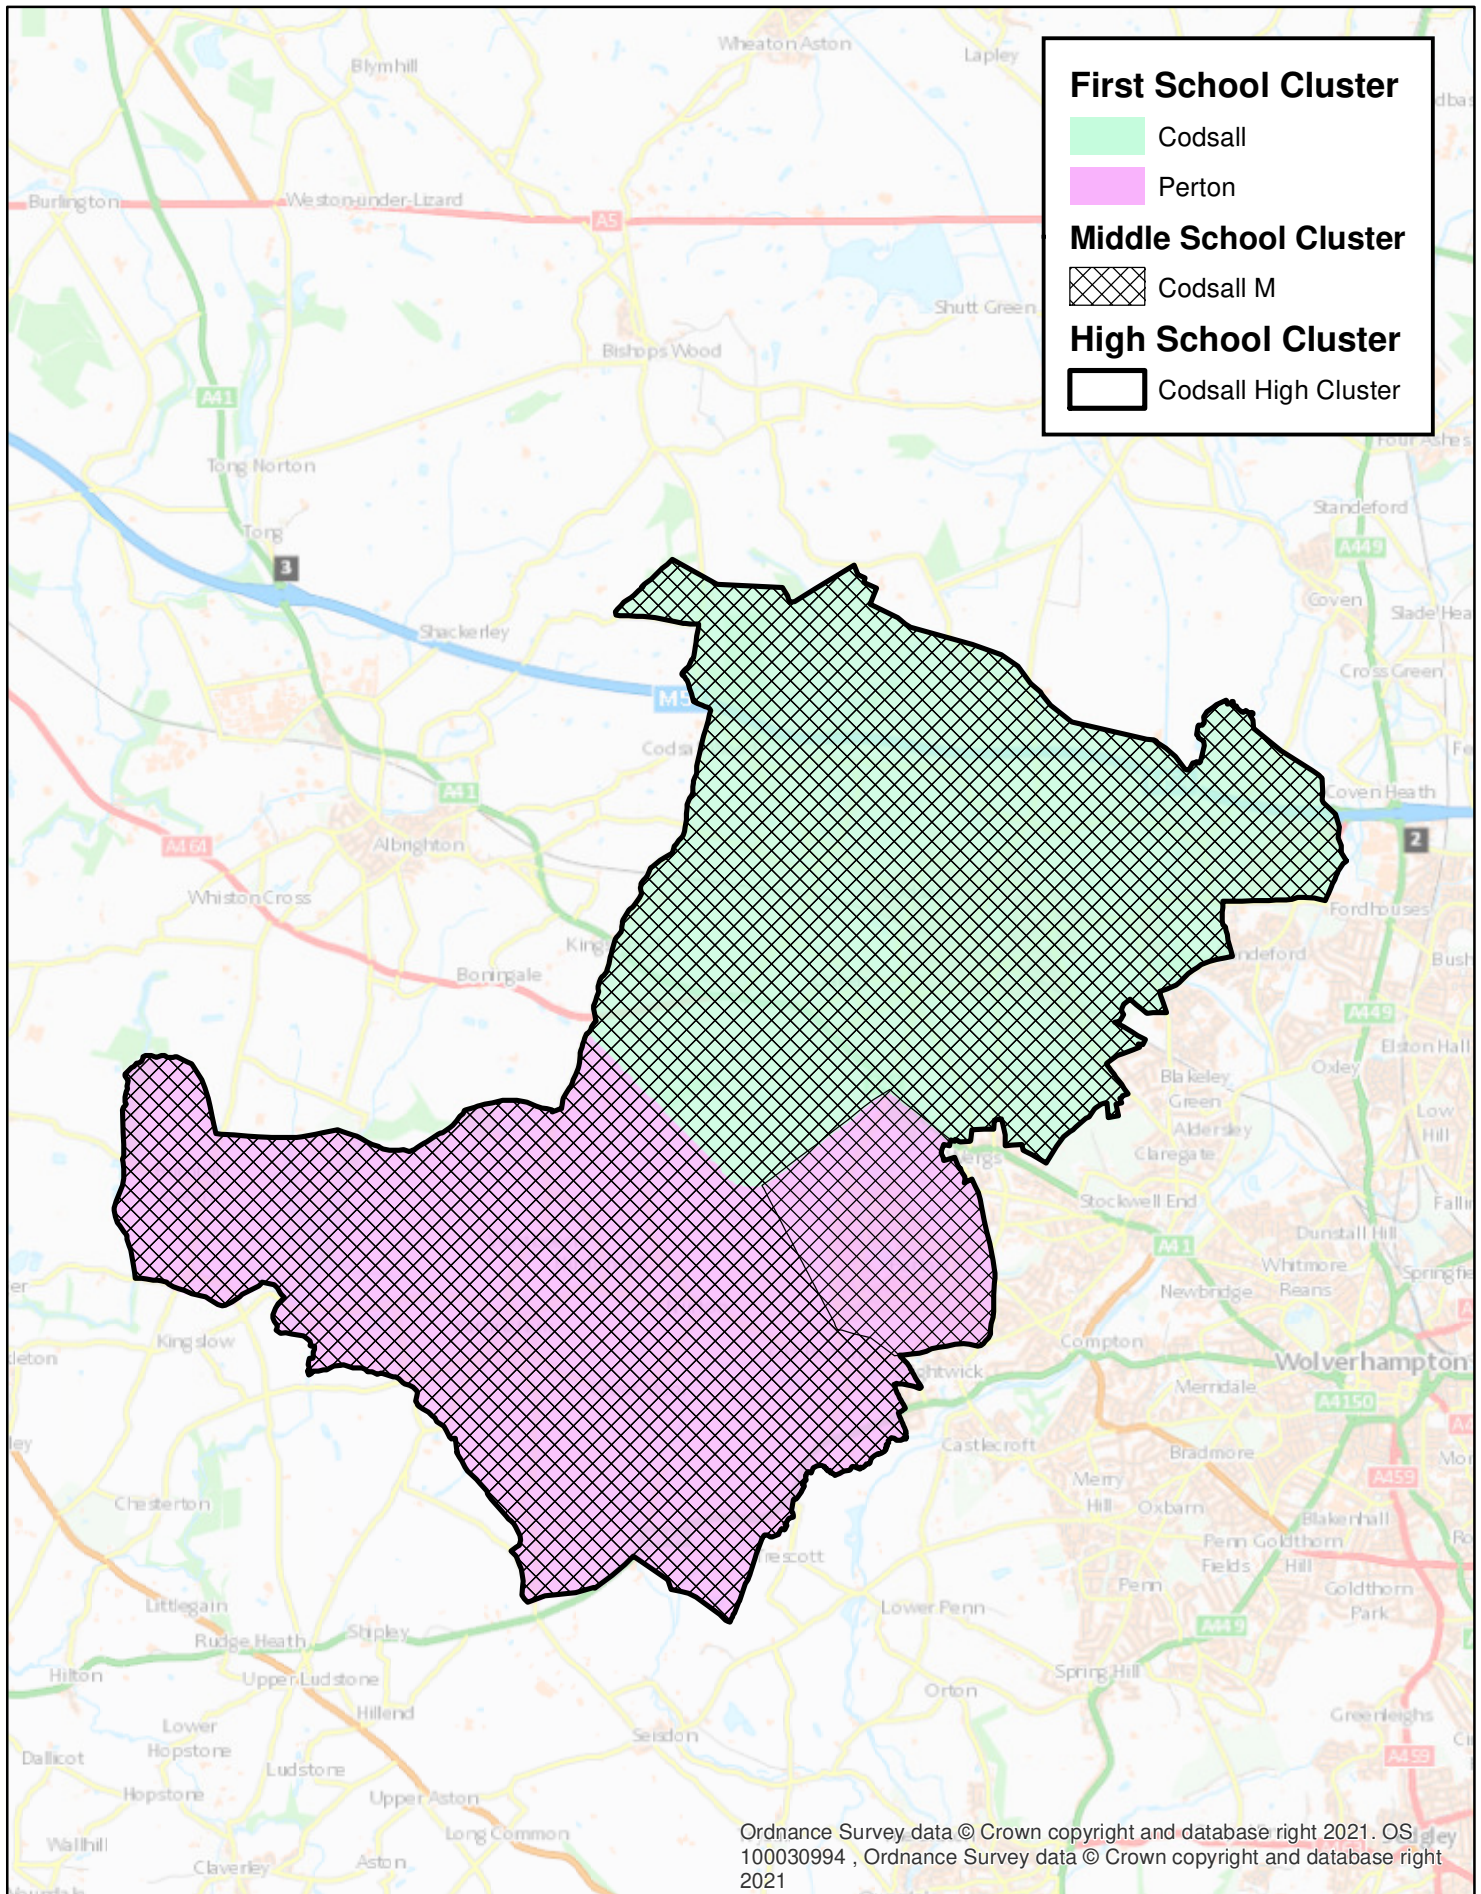 Wheaton Aston
Lapley
Blymhill
First School Cluster
Codsall
Perton
Middle School Cluster
Codsall M
High School Cluster
Codsall High Cluster
Burlington
Weston-under-Lizard
A5
Shutt Green
Bishops Wood
A41
Four Ashes
Tong Norton
Standeford
Tong
A449
3
Coven
Shackerley
Cross Green
M5
Coven Heath
A41
2
A464
Albrighton
Whiston Cross
Fordhouses
Boningale
A449
Elston Hall
Oxley
Blakeley
Green
Low
Hill
Aldersley
Claregate
Stockwell End
Dunstall Hill
A41
Whitmore
Reans
Newbridge
Kingslow
Compton
Wolverhampton
Merridale
A4150
Castlecroft
Bradmore
Merry
Hill
A459
Chesterton
Oxbarn
Blakenhall
Penn
Fields
Goldthorn
Hill
Penn
Goldthorn
Park
Littlegain
Lower Penn
A449
Shipley
Rudge Heath
Hilton
Upper Ludstone
Spring Hill
Orton
Hillend
Greenleighs
Lower
Hopstone
Seisdon
Dallicot
A459
Ludstone
Hopstone
Upper Aston
Long Common
Wallhill
Aston
Claverley
Ordnance Survey data © Crown copyright and database right 2021. OS
100030994 , Ordnance Survey data © Crown copyright and database right
2021